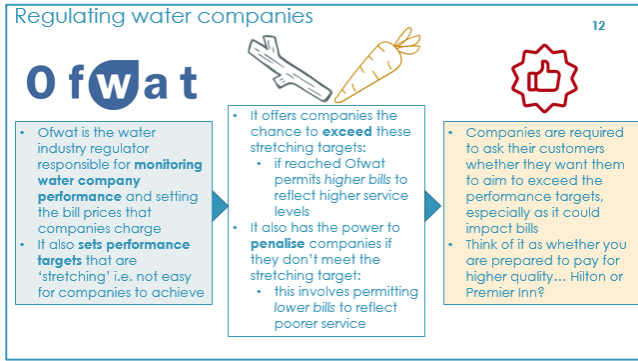 Regulating water companies
12
Ofwat
• Ofwat is the water
industry regulator
responsible for monitoring
water company
performance and setting
the bill prices that
companies charge
• It also sets performance
targets that are
‘stretching’ i.e. not easy
for companies to achieve
• It offers companies the
chance to exceed these
stretching targets:
• if reached Ofwat
permits higher bills to
reflect higher service
levels
• It also has the power to
penalise companies if
they don’t meet the
stretching target:
• this involves permitting
lower bills to reflect
poorer service
• Companies are required
to ask their customers
whether they want them
to aim to exceed the
performance targets,
especially as it could
impact bills
• Think of it as whether you
are prepared to pay for
higher quality… Hilton or
Premier Inn?